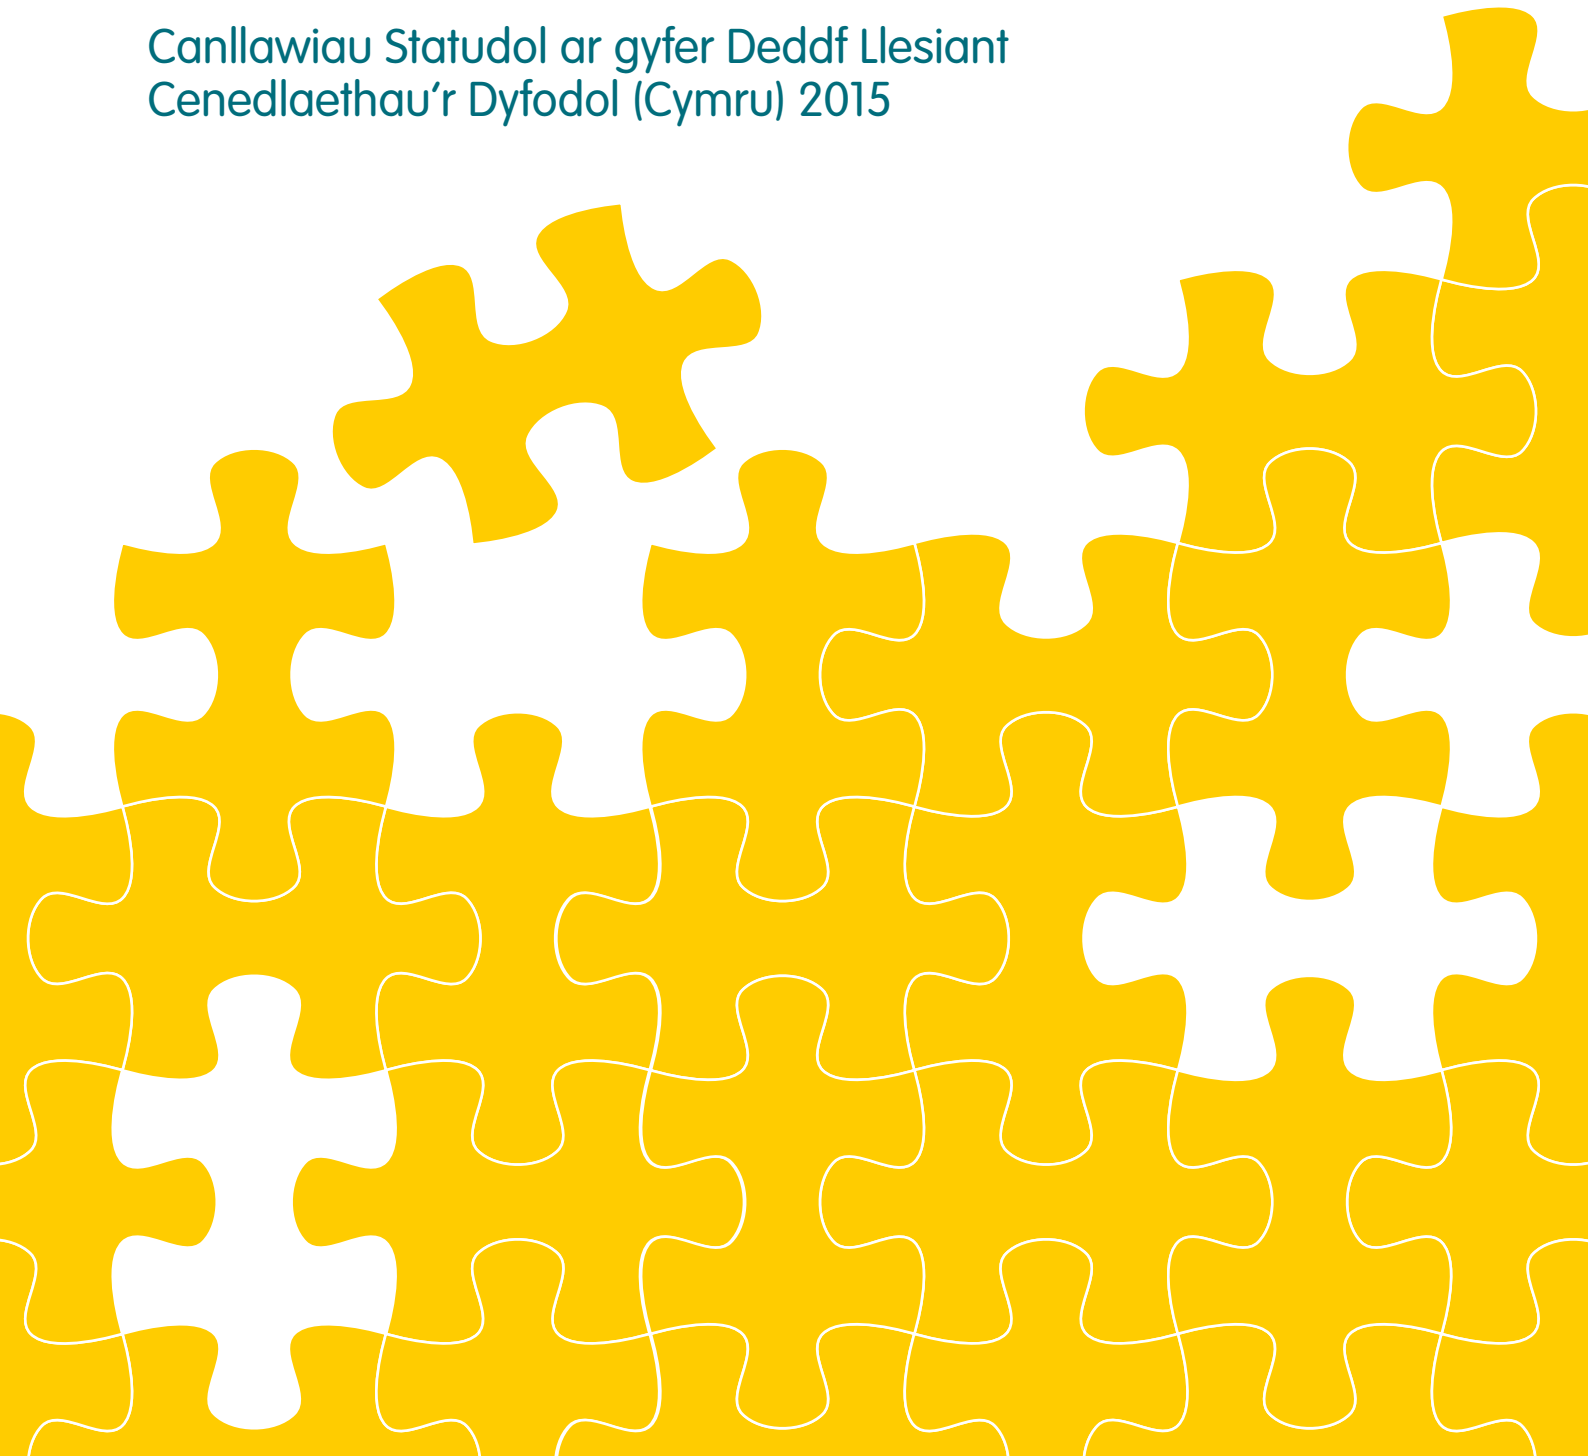 Canllawiau Statudol ar gyfer Deddf Llesiant
Cenedlaethau’r Dyfodol (Cymru) 2015